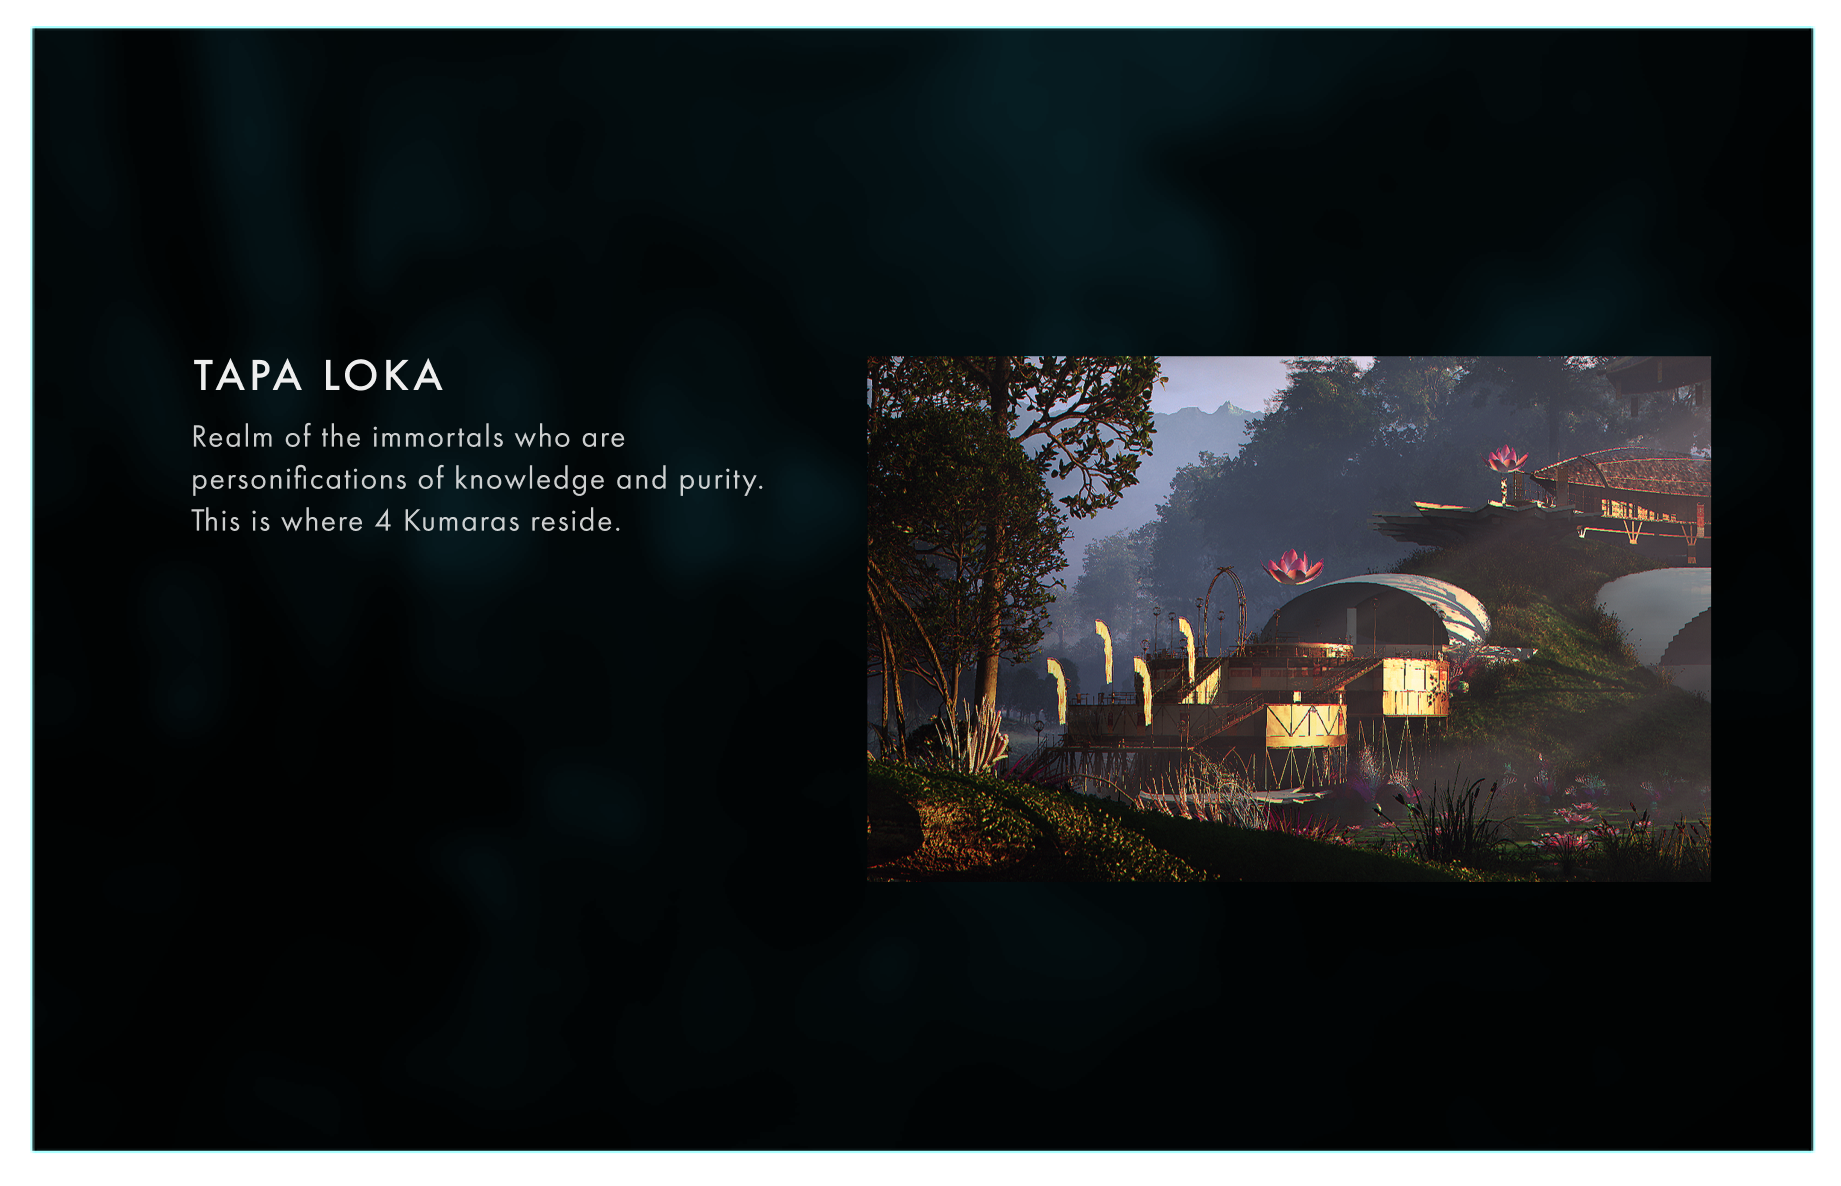 TAPA LOKA
Realm of the immortals who are
personifications of knowledge and purity.
This is where 4 Kumaras reside.